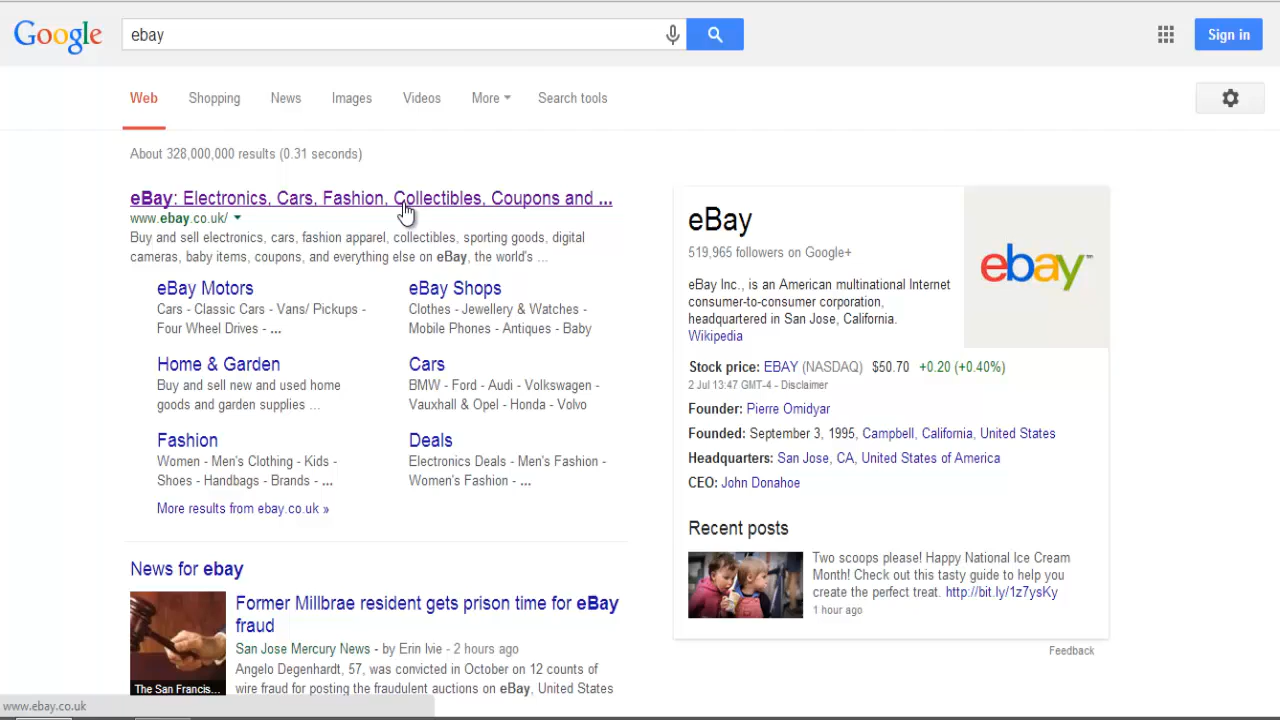 Google
ebay
Sign in
Web Shopping News Images Videos More Search tools
About 328,000,000 results (0.31 seconds)
eBay: Electronics, Cars, Fashion, Collectibles, Coupons and ...
www.ebay.co.uk/
Buy and sell electronics, cars, fashion apparel, collectibles, sporting goods, digital
cameras, baby items, coupons, and everything else on eBay, the world's ...
eBay Motors
Cars - Classic Cars - Vans/ Pickups -
Four Wheel Drives - ...
eBay Shops
Clothes - Jewellery & Watches -
Mobile Phones - Antiques - Baby
Home & Garden
Buy and sell new and used home
goods and garden supplies ...
Cars
BMW - Ford - Audi - Volkswagen -
Vauxhall & Opel - Honda - Volvo
Fashion
Women - Men's Clothing - Kids -
Shoes - Handbags - Brands - ...
Deals
Electronics Deals - Men's Fashion -
Women's Fashion - ...
More results from ebay.co.uk »
News for ebay
Former Millbrae resident gets prison time for eBay
fraud
San Jose Mercury News - by Erin Ivie - 2 hours ago
Angelo Degenhardt, 57, was convicted in October on 12 counts of
wire fraud for posting the fraudulent auctions on eBay, United States
The San Francis...
eBay
519,965 followers on Google+
eBay Inc., is an American multinational Internet
consumer-to-consumer corporation,
headquartered in San Jose, California.
Wikipedia
ebay™
Stock price: EBAY (NASDAQ) $50.70 +0.20 (+0.40%)
2 Jul 13:47 GMT-4 - Disclaimer
Founder: Pierre Omidyar
Founded: September 3, 1995, Campbell, California, United States
Headquarters: San Jose, CA, United States of America
CEO: John Donahoe
Recent posts
Two scoops please! Happy National Ice Cream
Month! Check out this tasty guide to help you
create the perfect treat. http://bit.ly/1z7ysKy
1 hour ago
Feedback
www.ebay.co.uk